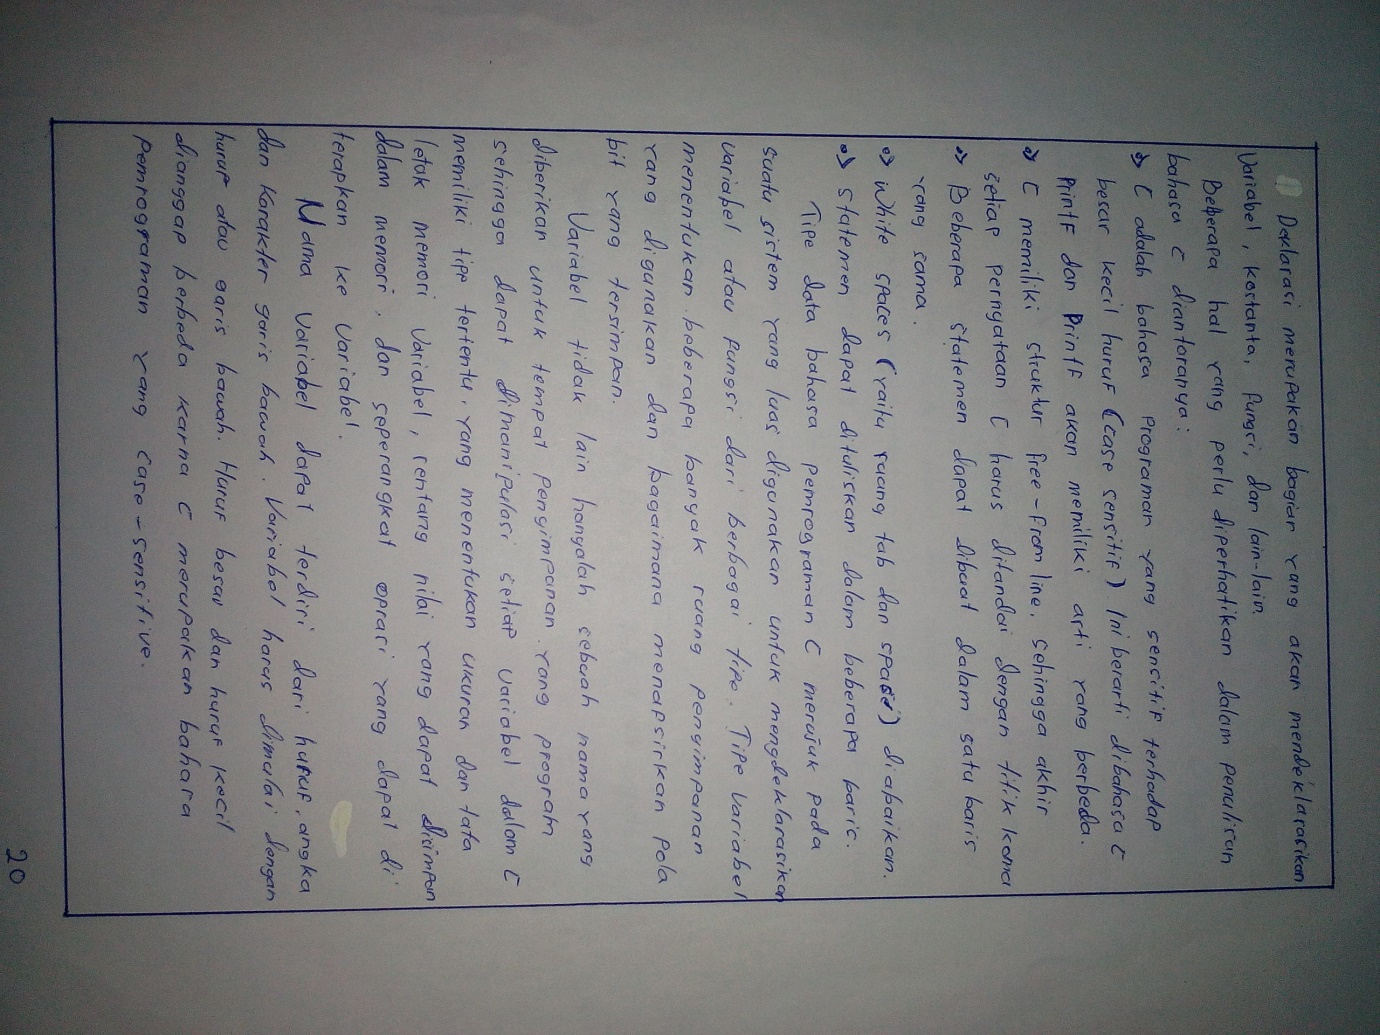 Deklarasi merupakan bagian yang akan mendeklarasikan
Variabel, kostanta, fungsi, dan lain-lain.
Beberapa hal yang perlu diperhatikan dalam penulisan
bahasa C diantaranya :
C adalah bahasa Programan yang sensitif terhadap
besar kecil huruf (case sensitif) Ini berarti dibahasa C
printf dan Printf akan memiliki arti yang berbeda.
C memiliki struktur free-from line, sehingga akhir
setiap pernyataan C harus ditandai dengan titik koma
Beberapa statemen dapat dibuat dalam satu baris
yang sama.
White spaces (yaitu ruang tab dan spasi) diabaikan.
Statemen dapat dituliskan dalam beberapa baric.
Tipe data bahasa pemrograman C merujuk pada
suatu sistem yang luas digunakan untuk mengdeklarasikan
variabel atau fungsi dari berbagai tipe. Tipe variabel
menentukan beberapa banyak ruang penyimpanan
yang digunakan dan bagaimana menafsirkan Pola
bit yang tersimpan.
Variabel tidak lain hanyalah sebuah nama yang
diberikan untuk tempat penyimpanan yang program
sehingga dapat dimanipulasi setiap variabel dalam C
memiliki tipe tertentu, yang menentukan ukuran dan tata
letak memori Variabel, rentang nilai yang dapat disimpan
dalam memori, dan seperangkat oprasi yang dapat di
terapkan ke variabel.
Nama variabel dapat terdiri dari huruf, angka
dan Karakter garis bawah. Variabel harus dimulai dengan
huruf atau garis bawah. Huruf besar dan huruf kecil
dianggap berbeda karna C merupakan bahara
pemrograman yang case-sensitive.
20